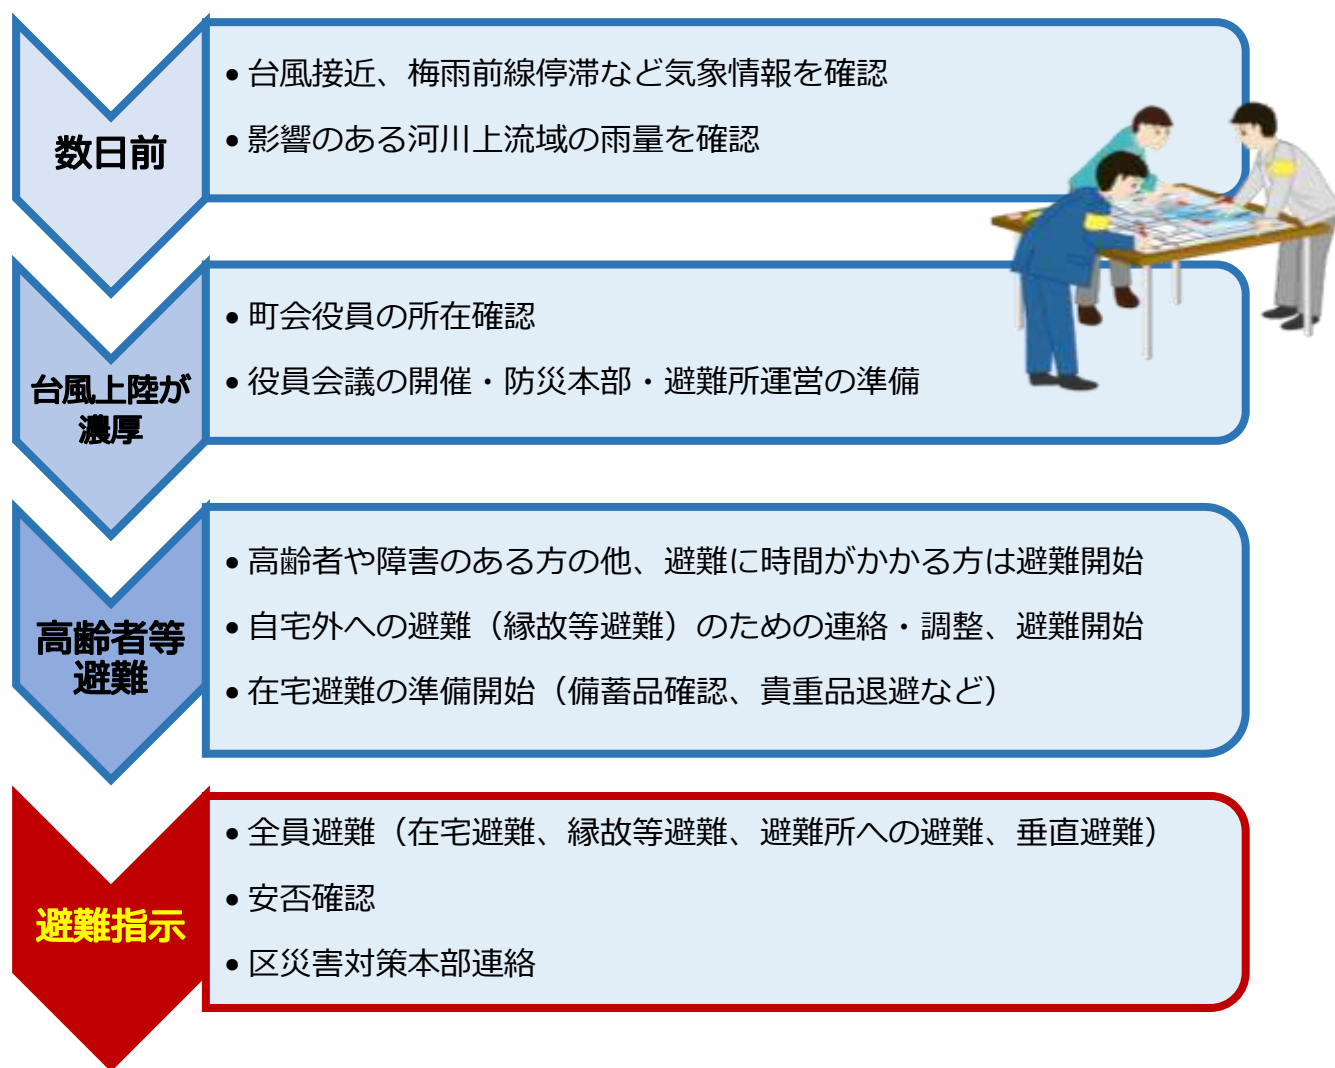 数日前
• 台風接近、梅雨前線停滞など気象情報を確認
• 影響のある河川上流域の雨量を確認
台風上陸が
濃厚
• 町会役員の所在確認
• 役員会議の開催・防災本部・避難所運営の準備
高齢者等
避難
• 高齢者や障害のある方の他、避難に時間がかかる方は避難開始
• 自宅外への避難（縁故等避難）のための連絡・調整、避難開始
• 在宅避難の準備開始（備蓄品確認、貴重品退避など）
避難指示
• 全員避難（在宅避難、縁故等避難、避難所への避難、垂直避難）
• 安否確認
• 区災害対策本部連絡